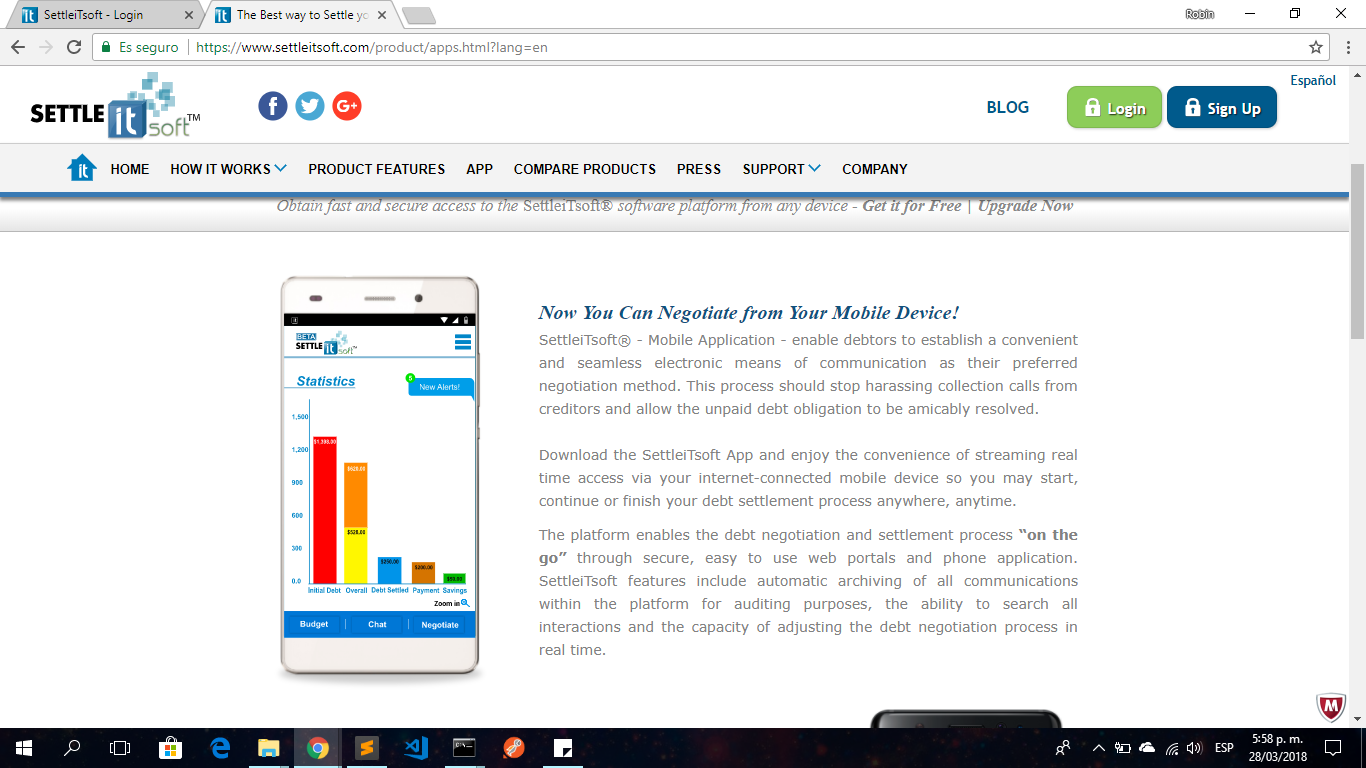 SettleiTsoft - Login
The Best way to Settle yo
Robin
Es seguro
https://www.settleitsoft.com/product/apps.html?lang=en
Español
SETTLE it soft™
BLOG
Login
Sign Up
it
HOME
HOW IT WORKS
PRODUCT FEATURES
APP
COMPARE PRODUCTS
PRESS
SUPPORT
COMPANY
Obtain fast and secure access to the SettleiTsoft® software platform from any device - Get it for Free | Upgrade Now
Now You Can Negotiate from Your Mobile Device!
SettleiTsoft® - Mobile Application - enable debtors to establish a convenient
and seamless electronic means of communication as their preferred
negotiation method. This process should stop harassing collection calls from
creditors and allow the unpaid debt obligation to be amicably resolved.
Download the SettleiTsoft App and enjoy the convenience of streaming real
time access via your internet-connected mobile device so you may start,
continue or finish your debt settlement process anywhere, anytime.
The platform enables the debt negotiation and settlement process “on the
go” through secure, easy to use web portals and phone application.
SettleiTsoft features include automatic archiving of all communications
within the platform for auditing purposes, the ability to search all
interactions and the capacity of adjusting the debt negotiation process in
real time.
BETA
SETTLE it soft™
Statistics
New Alerts!
1,500
1,200
900
600
300
0.0
$528.00
$260.00
$200.00
Initial Debt
Overall
Debt Settled
Payment
Savings
Zoom in
Budget
Chat
Negotiate
ESP
5:58 p. m.
28/03/2018